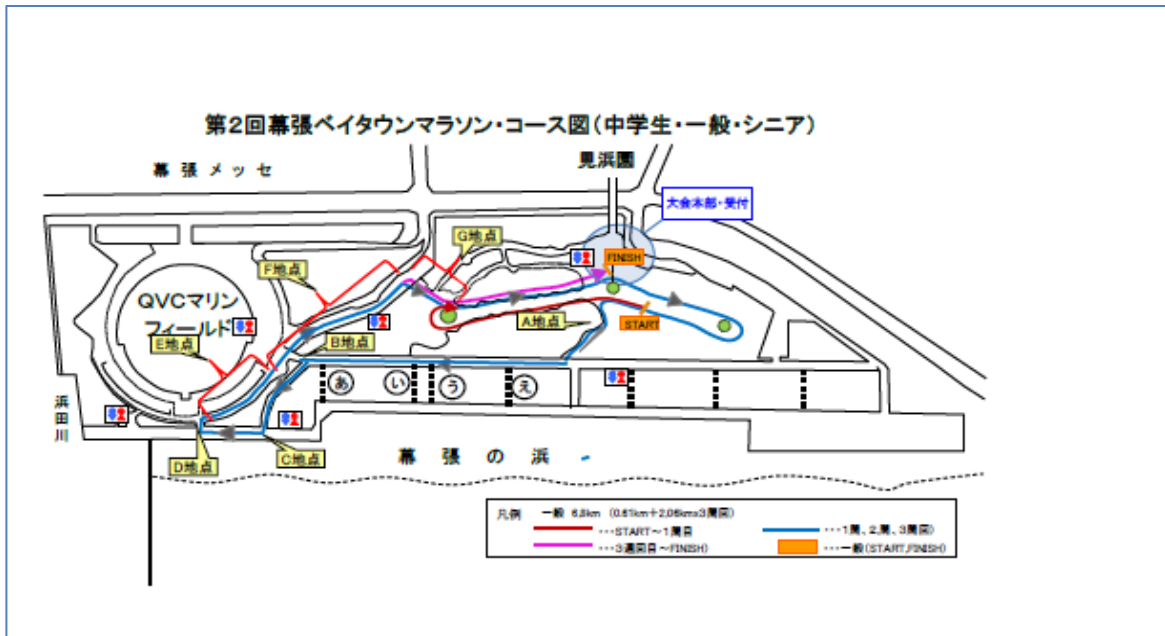 第2回幕張ベイタウンマラソン・コース図(中学生・一般・シニア)
幕張メッセ
見浜園
大会本部・受付
G地点
F地点
FINISH
QVCマリン
フィールド
A地点
START
E地点
B地点
あ
い
う
え
浜田川
D地点
C地点
幕張の浜
凡例 一般 6.8km (0.61km+2.06kmx3周回)
・・・START～1周目
・・・1周、2周、3周回)
・・・3週回目～FINISH)
・・・一般(START,FINISH)